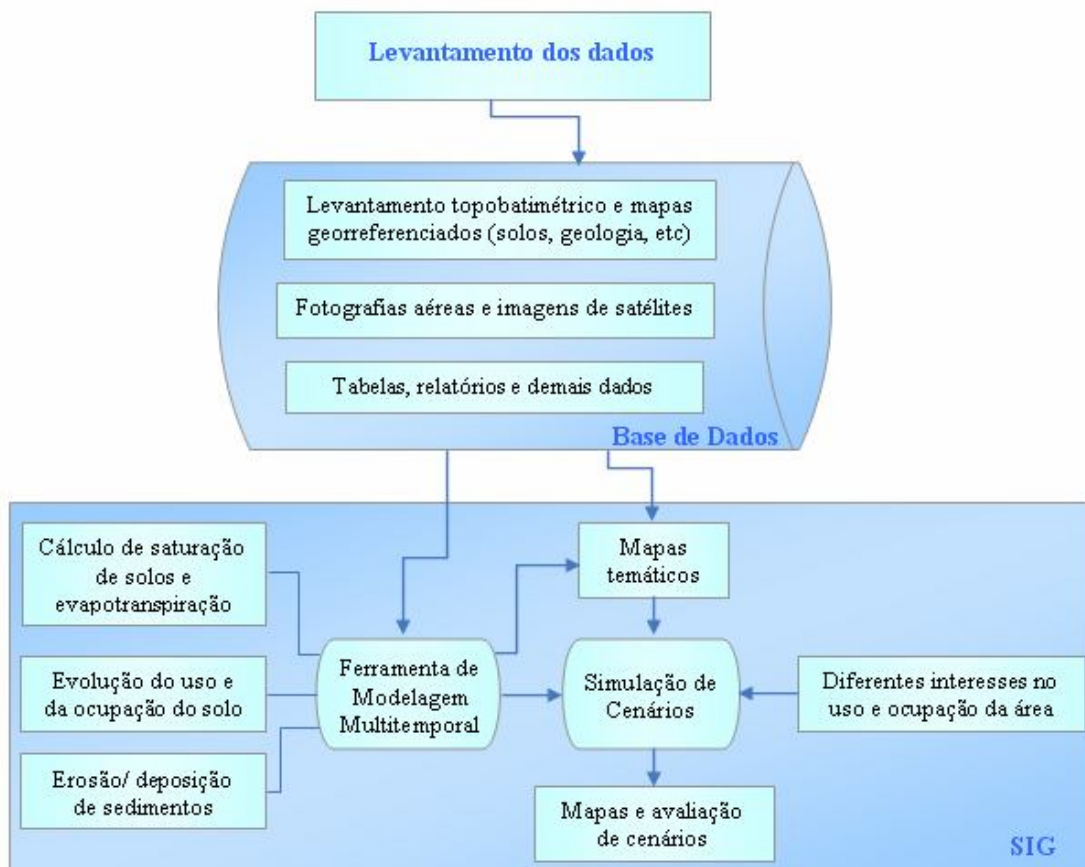 Levantamento dos dados
Levantamento topobatimétrico e mapas
georreferenciados (solos, geologia, etc)
Fotografias aéreas e imagens de satélites
Tabelas, relatórios e demais dados
Base de Dados
Cálculo de saturação
de solos e
evapotranspiração
Mapas
temáticos
Evolução do uso e
da ocupação do solo
Ferramenta de
Modelagem
Multitemporal
Simulação de
Cenários
Diferentes interesses no
uso e ocupação da área
Erosão/ deposição
de sedimentos
Mapas e avaliação
de cenários
SIG